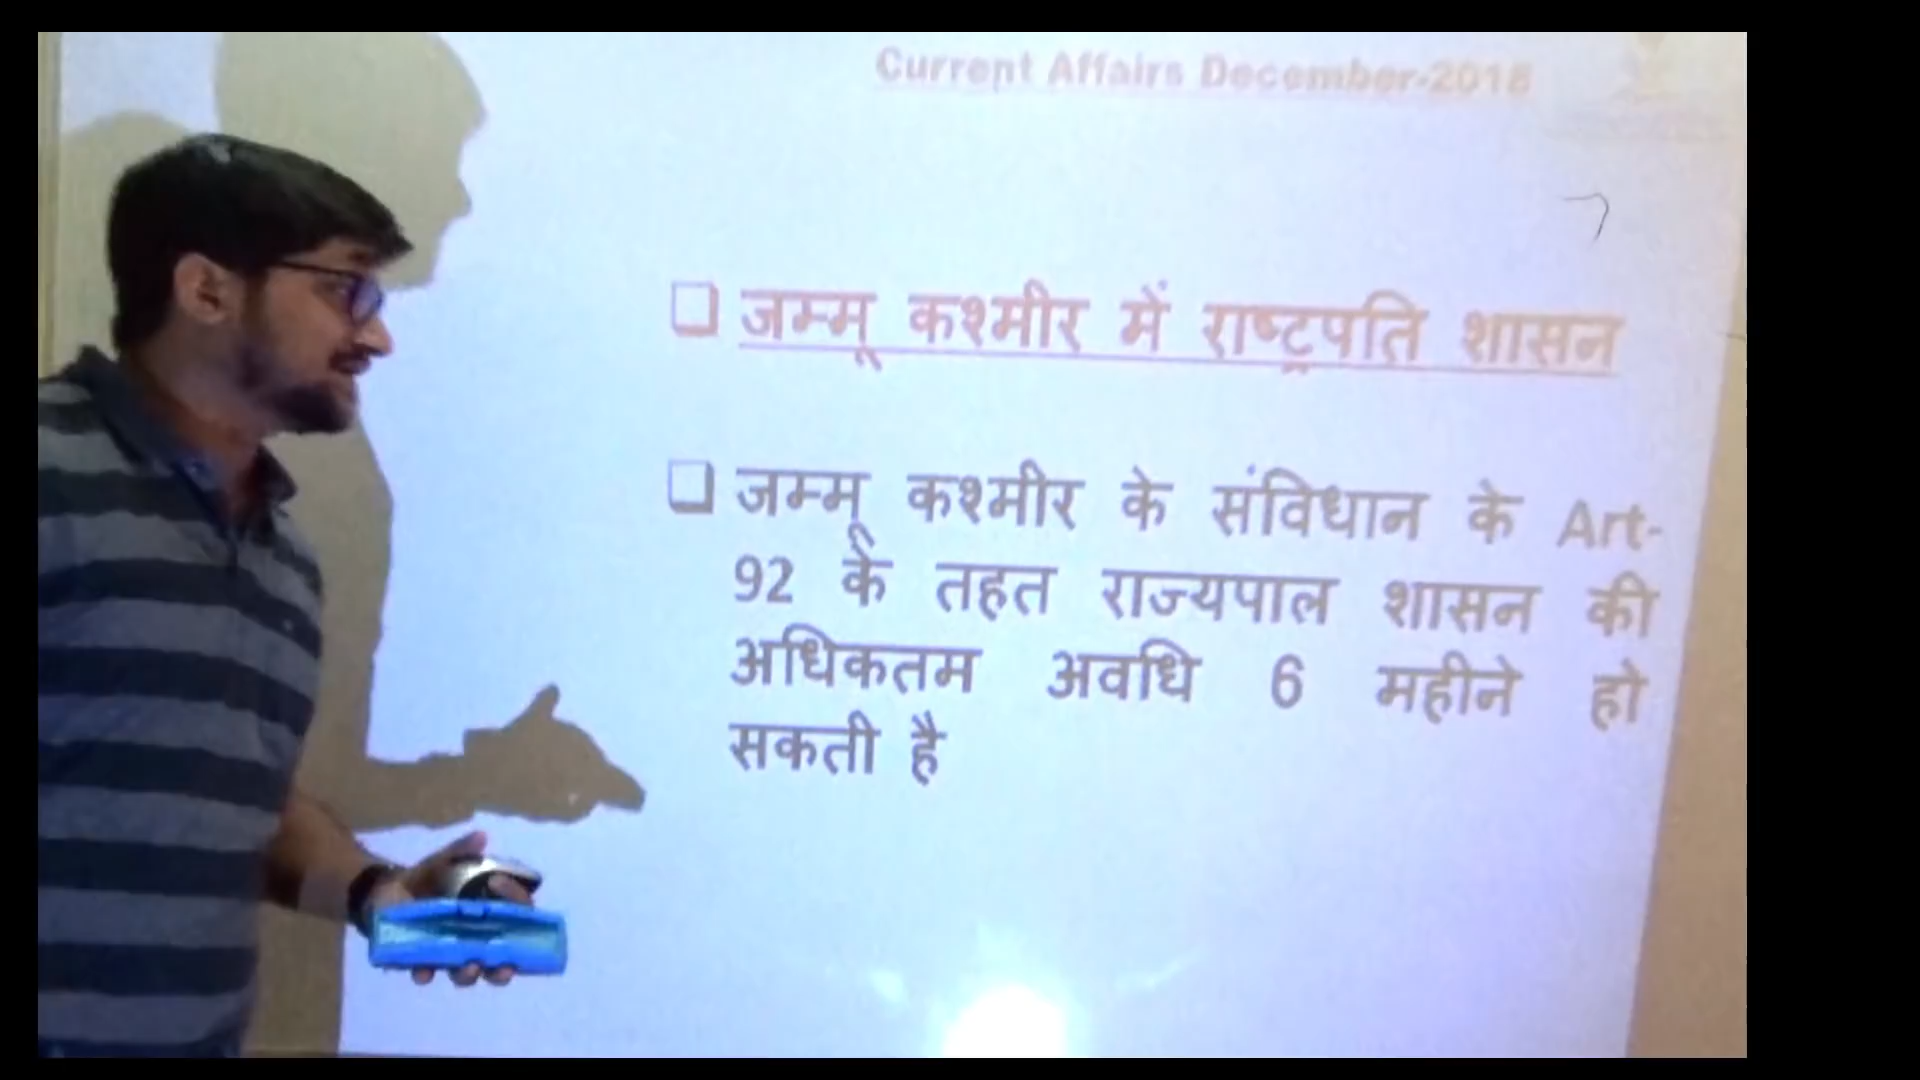 Current Affairs December-2018
जम्मू कश्मीर में राष्ट्रपति शासन
जम्मू कश्मीर के संविधान के Art-
92 के तहत राज्यपाल शासन की
अधिकतम अवधि 6 महीने हो
सकती है